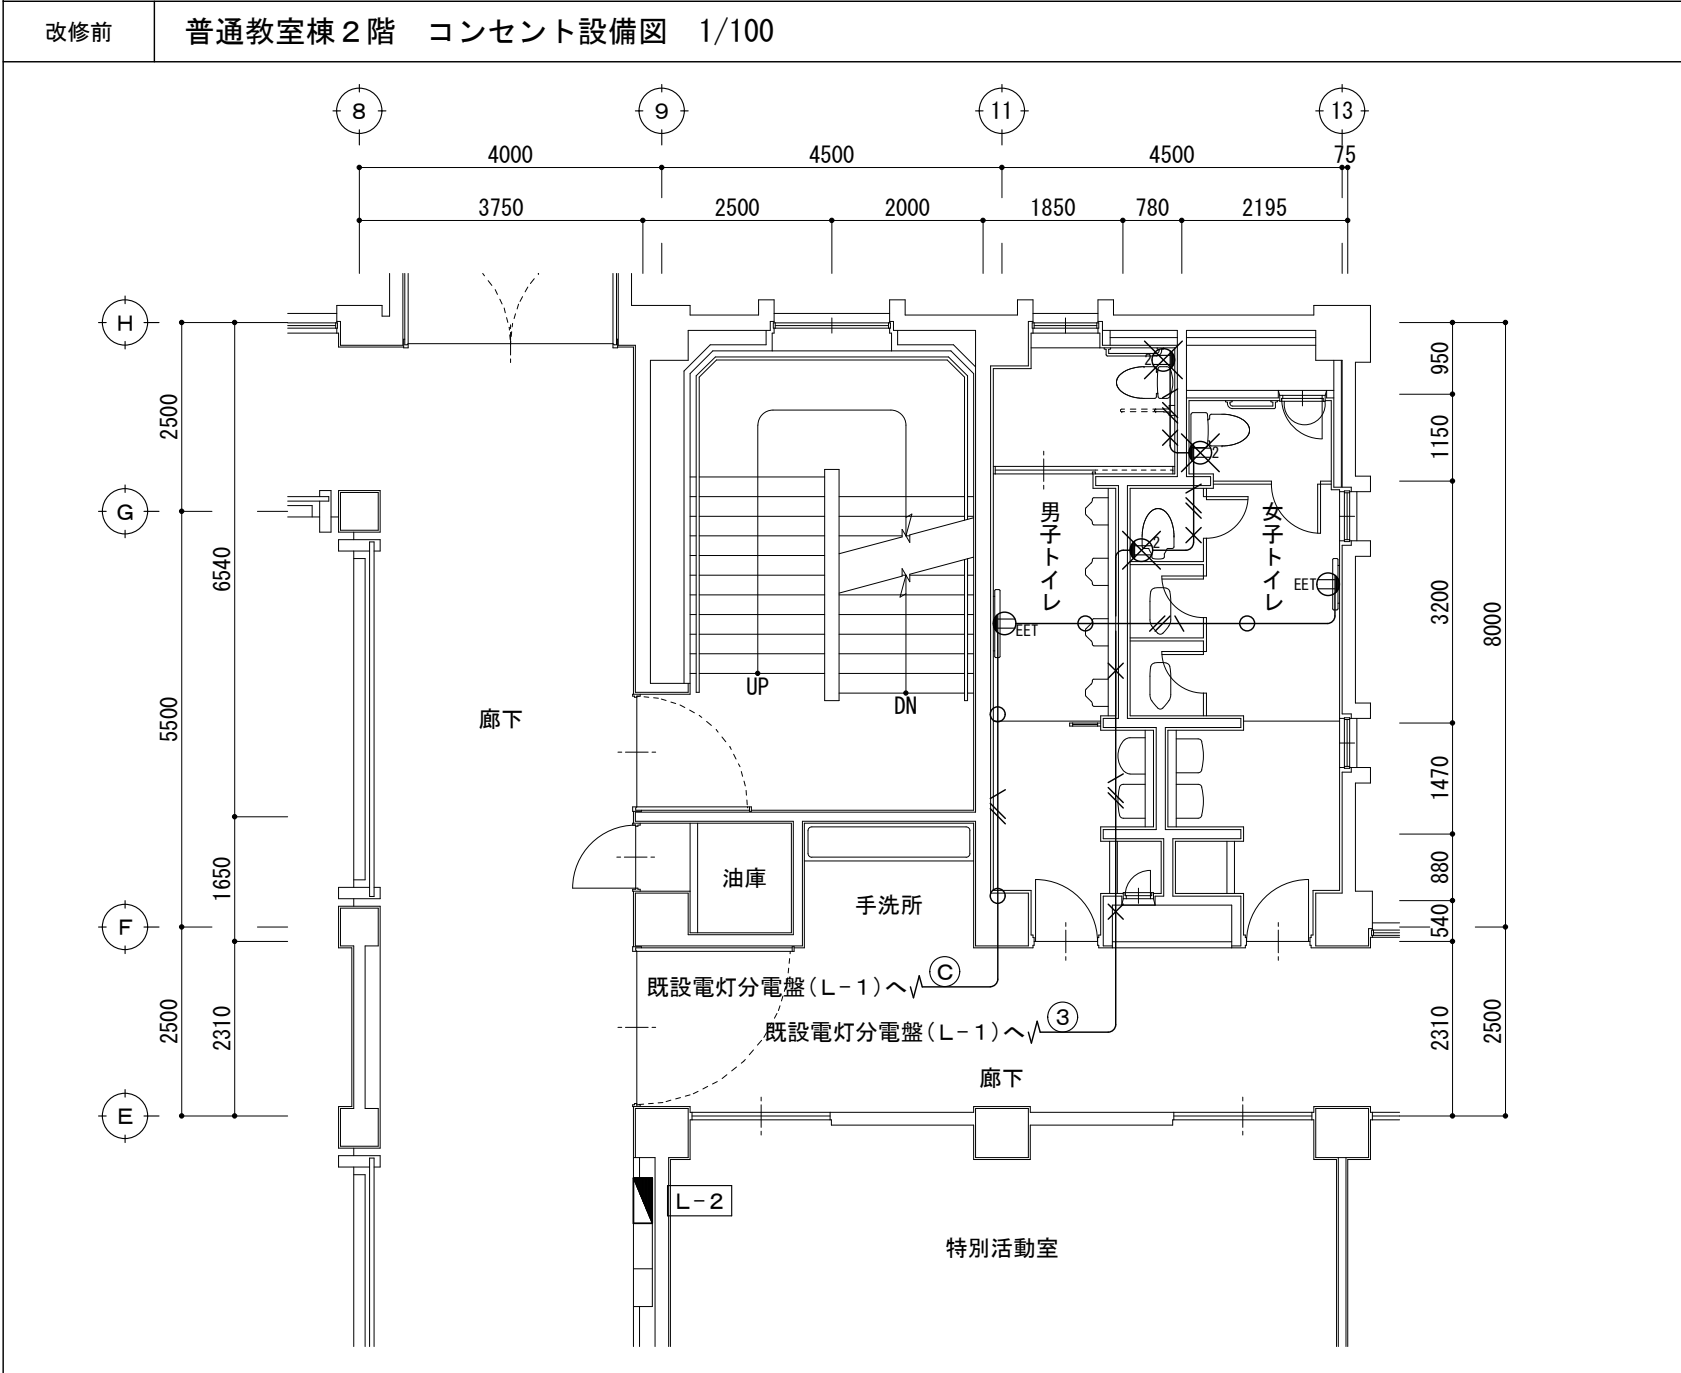 改修前
普通教室棟２階　コンセント設備図　1/100
8
9
11
13
4000
4500
4500
75
3750
2500
2000
1850
780
2195
H
G
F
E
2500
5500
2500
6540
1650
2310
950
1150
3200
1470
880
540
2310
8000
2500
2
2
2
男子トイレ
女子トイレ
EET
EET
UP
DN
廊下
油庫
手洗所
既設電灯分電盤(Ｌ-１)へ
C
既設電灯分電盤(Ｌ-１)へ
3
廊下
Ｌ-２
特別活動室